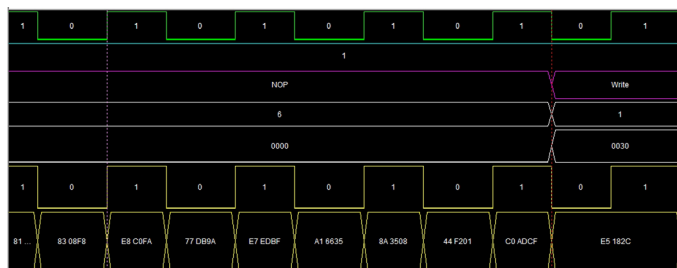 1 0 1 0 1 0 1 0 1 0 1
1
NOP Write
6 1
0000 0030
1 0 1 0 1 0 1 0 1 0 1
81 ... 83 08F8 E8 C0FA 77 DB9A E7 EDBF A1 6635 8A 3508 44 F201 C0 ADCF E5 182C